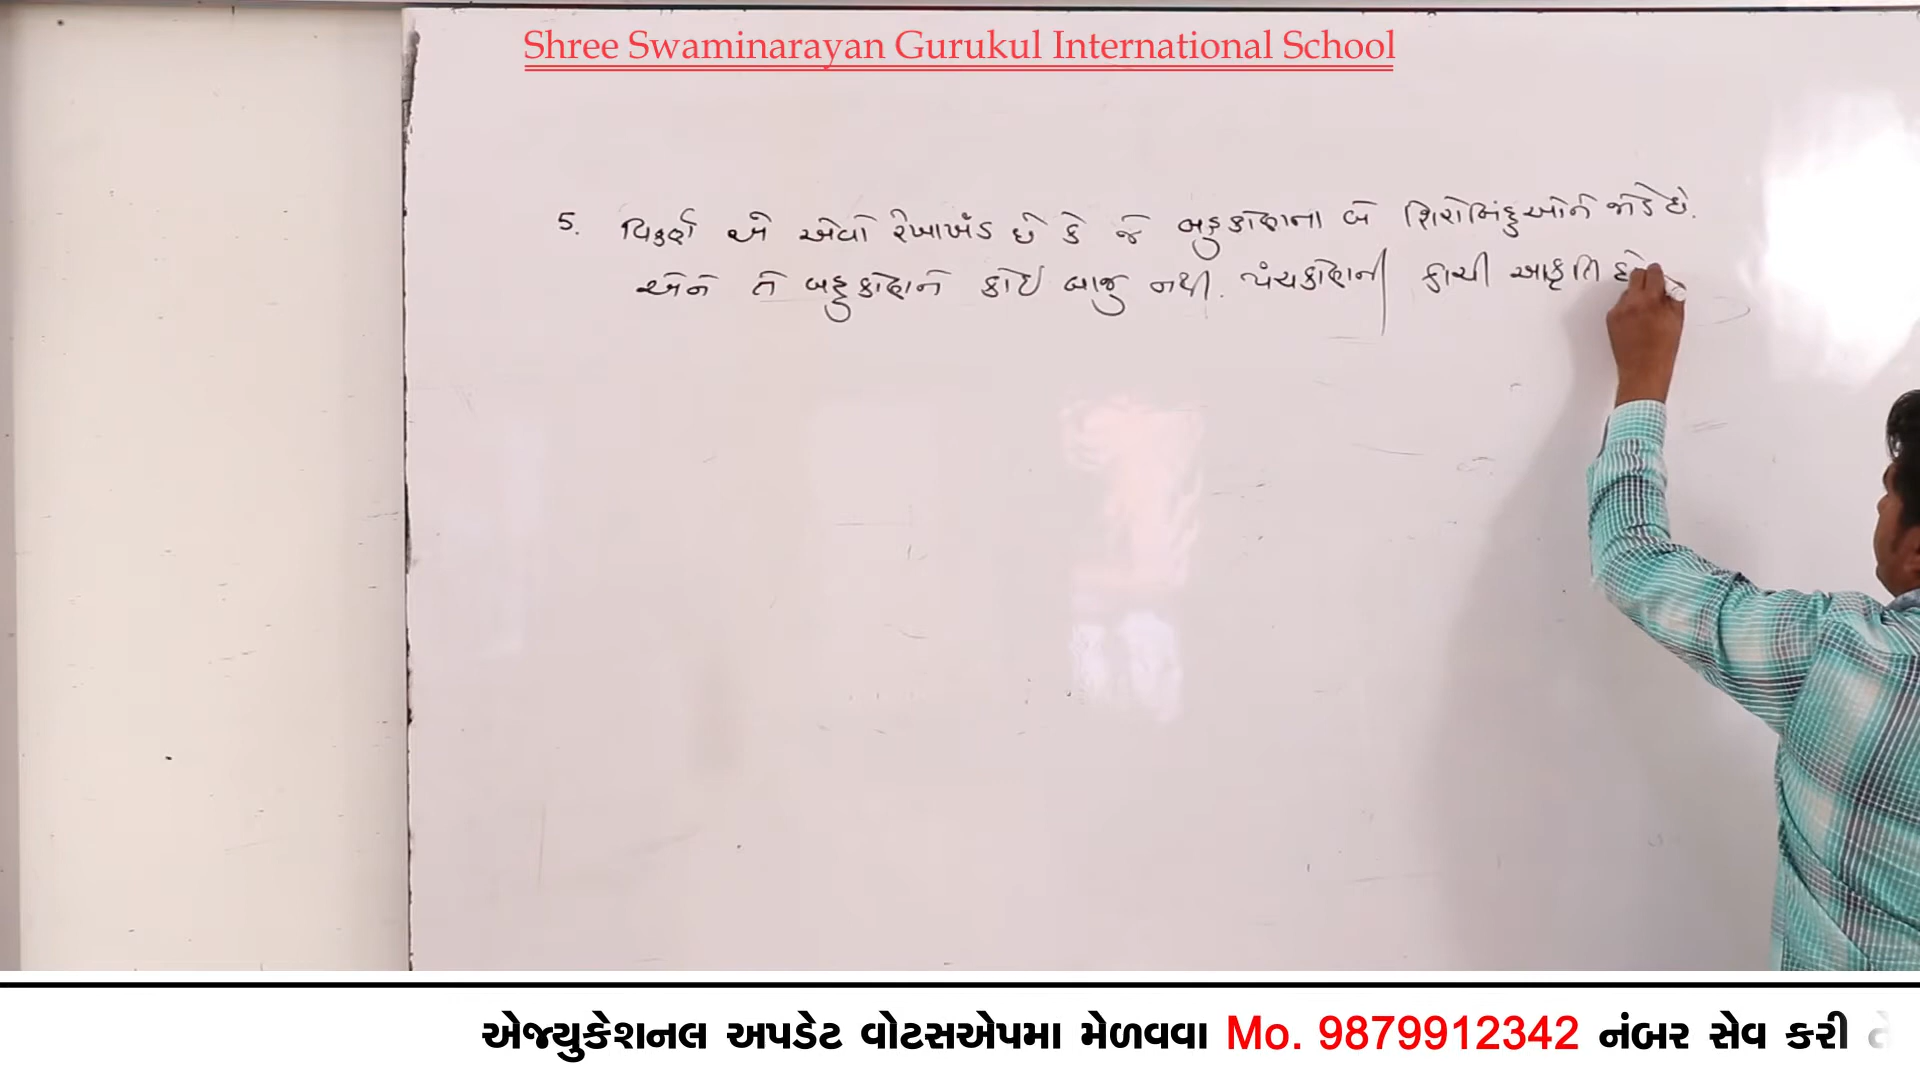 Shree Swaminarayan Gurukul International School
5. વિકર્ણ એ એવો રેખાખંડ છે કે જે બહુકોણના બે શિરોબિંદુઓને જોડે છે.
અને તે બહુકોણને કોઈ બાજુ નથી. પંચકોણની કાચી આકૃતિ
એજ્યુકેશનલ અપડેટ વોટસએપમા મેળવવા Mo. 9879912342 નંબર સેવ કરી